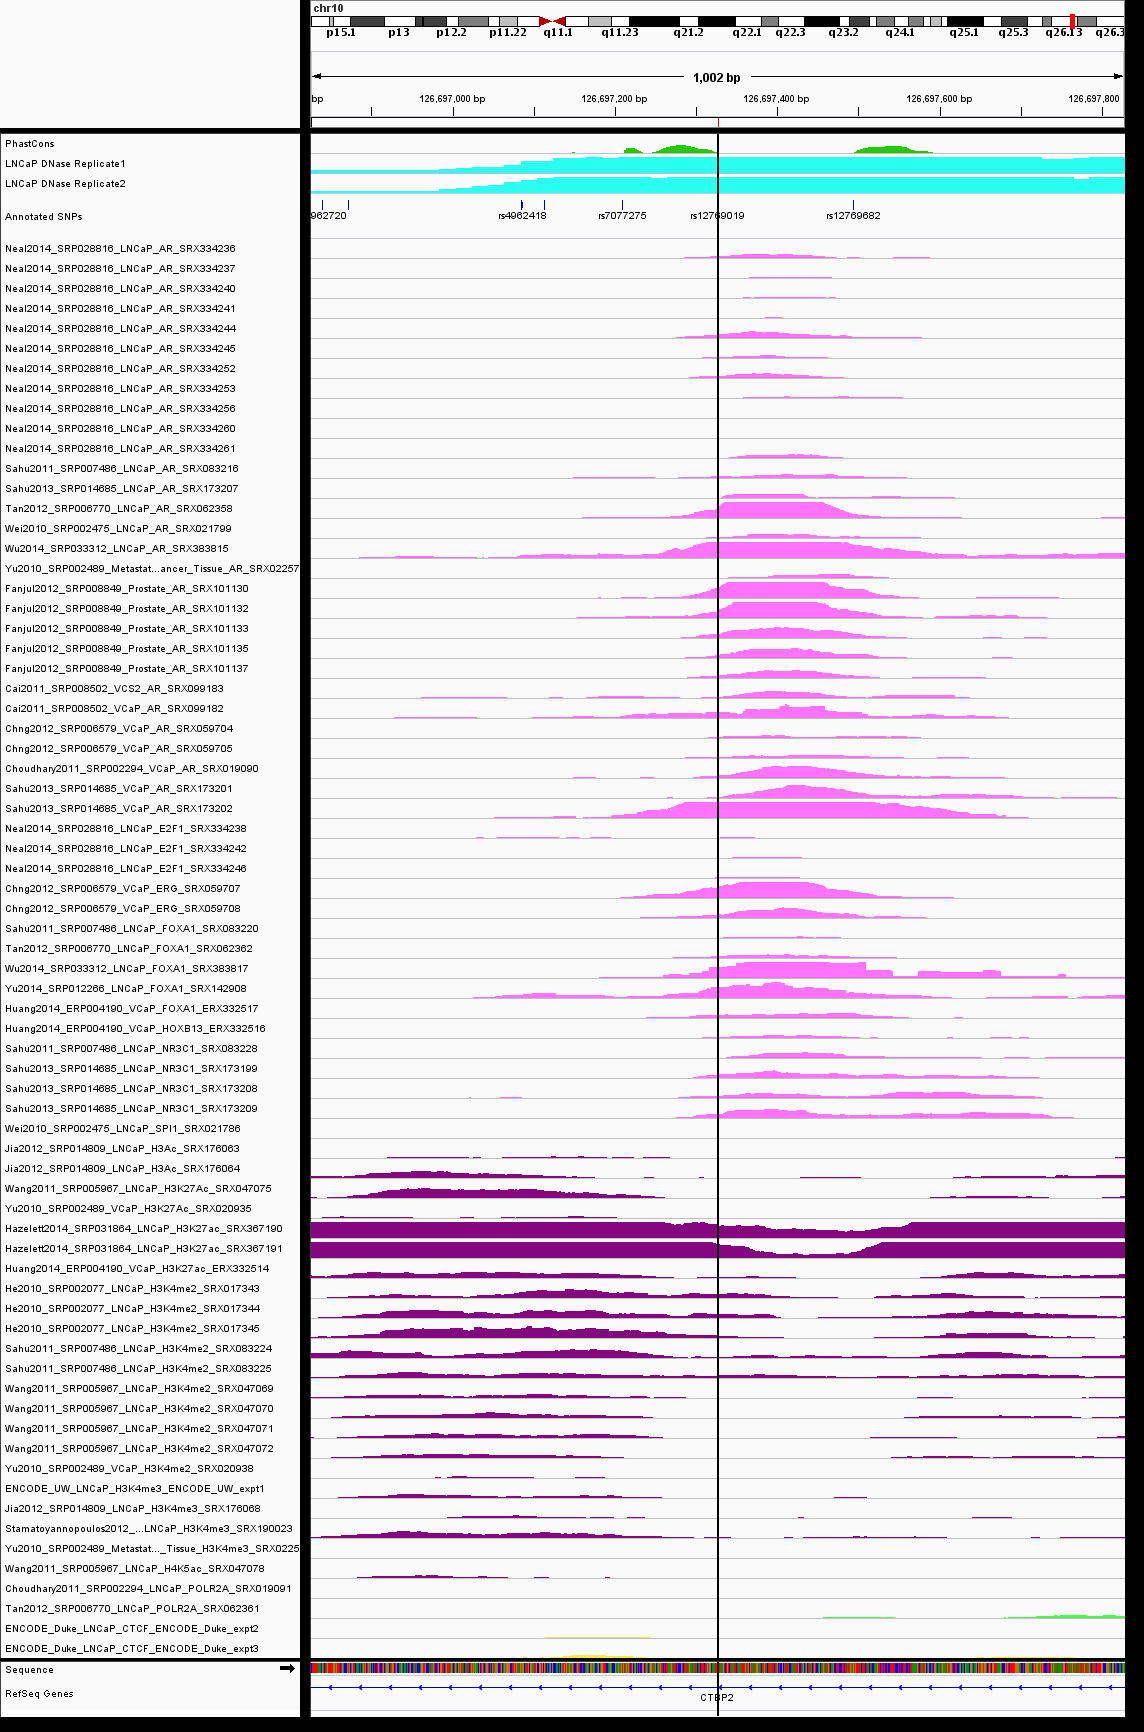 chr10
p15.1 p13 p12.2 p11.22 q11.1 q11.23 q21.2 q22.1 q22.3 q23.2 q24.1 q25.1 q25.3 q26.13 q26.3
1,002 bp
bp 126,697,000 bp 126,697,200 bp 126,697,400 bp 126,697,600 bp 126,697,800 bp
PhastCons
LNCaP DNase Replicate1
LNCaP DNase Replicate2
Annotated SNPs 962720 rs4962418 rs7077275 rs12769019 rs12769682
Neal2014_SRP028816_LNCaP_AR_SRX334236
Neal2014_SRP028816_LNCaP_AR_SRX334237
Neal2014_SRP028816_LNCaP_AR_SRX334240
Neal2014_SRP028816_LNCaP_AR_SRX334241
Neal2014_SRP028816_LNCaP_AR_SRX334244
Neal2014_SRP028816_LNCaP_AR_SRX334245
Neal2014_SRP028816_LNCaP_AR_SRX334252
Neal2014_SRP028816_LNCaP_AR_SRX334253
Neal2014_SRP028816_LNCaP_AR_SRX334256
Neal2014_SRP028816_LNCaP_AR_SRX334260
Neal2014_SRP028816_LNCaP_AR_SRX334261
Sahu2011_SRP007486_LNCaP_AR_SRX083216
Sahu2013_SRP014685_LNCaP_AR_SRX173207
Tan2012_SRP006770_LNCaP_AR_SRX062358
Wei2010_SRP002475_LNCaP_AR_SRX021799
Wu2014_SRP033312_LNCaP_AR_SRX383815
Yu2010_SRP002489_Metastat...ancer_Tissue_AR_SRX02257
Fanjul2012_SRP008849_Prostate_AR_SRX101130
Fanjul2012_SRP008849_Prostate_AR_SRX101132
Fanjul2012_SRP008849_Prostate_AR_SRX101133
Fanjul2012_SRP008849_Prostate_AR_SRX101135
Fanjul2012_SRP008849_Prostate_AR_SRX101137
Cai2011_SRP008502_VCS2_AR_SRX099183
Cai2011_SRP008502_VCaP_AR_SRX099182
Chng2012_SRP006579_VCaP_AR_SRX059704
Chng2012_SRP006579_VCaP_AR_SRX059705
Choudhary2011_SRP002294_VCaP_AR_SRX019090
Sahu2013_SRP014685_VCaP_AR_SRX173201
Sahu2013_SRP014685_VCaP_AR_SRX173202
Neal2014_SRP028816_LNCaP_E2F1_SRX334238
Neal2014_SRP028816_LNCaP_E2F1_SRX334242
Neal2014_SRP028816_LNCaP_E2F1_SRX334246
Chng2012_SRP006579_VCaP_ERG_SRX059707
Chng2012_SRP006579_VCaP_ERG_SRX059708
Sahu2011_SRP007486_LNCaP_FOXA1_SRX083220
Tan2012_SRP006770_LNCaP_FOXA1_SRX062362
Wu2014_SRP033312_LNCaP_FOXA1_SRX383817
Yu2014_SRP012266_LNCaP_FOXA1_SRX142908
Huang2014_ERP004190_VCaP_FOXA1_ERX332517
Huang2014_ERP004190_VCaP_HOXB13_ERX332516
Sahu2011_SRP007486_LNCaP_NR3C1_SRX083228
Sahu2013_SRP014685_LNCaP_NR3C1_SRX173199
Sahu2013_SRP014685_LNCaP_NR3C1_SRX173208
Sahu2013_SRP014685_LNCaP_NR3C1_SRX173209
Wei2010_SRP002475_LNCaP_SPI1_SRX021786
Jia2012_SRP014809_LNCaP_H3Ac_SRX176063
Jia2012_SRP014809_LNCaP_H3Ac_SRX176064
Wang2011_SRP005967_LNCaP_H3K27Ac_SRX047075
Yu2010_SRP002489_VCaP_H3K27Ac_SRX020935
Hazelett2014_SRP031864_LNCaP_H3K27ac_SRX367190
Hazelett2014_SRP031864_LNCaP_H3K27ac_SRX367191
Huang2014_ERP004190_VCaP_H3K27ac_ERX332514
He2010_SRP002077_LNCaP_H3K4me2_SRX017343
He2010_SRP002077_LNCaP_H3K4me2_SRX017344
He2010_SRP002077_LNCaP_H3K4me2_SRX017345
Sahu2011_SRP007486_LNCaP_H3K4me2_SRX083224
Sahu2011_SRP007486_LNCaP_H3K4me2_SRX083225
Wang2011_SRP005967_LNCaP_H3K4me2_SRX047069
Wang2011_SRP005967_LNCaP_H3K4me2_SRX047070
Wang2011_SRP005967_LNCaP_H3K4me2_SRX047071
Wang2011_SRP005967_LNCaP_H3K4me2_SRX047072
Yu2010_SRP002489_VCaP_H3K4me2_SRX020938
ENCODE_UW_LNCaP_H3K4me3_ENCODE_UW_expt1
Jia2012_SRP014809_LNCaP_H3K4me3_SRX176068
Stamatoyannopoulos2012_...LNCaP_H3K4me3_SRX190023
Yu2010_SRP002489_Metastat..._Tissue_H3K4me3_SRX0225
Wang2011_SRP005967_LNCaP_H4K5ac_SRX047078
Choudhary2011_SRP002294_LNCaP_POLR2A_SRX019091
Tan2012_SRP006770_LNCaP_POLR2A_SRX062361
ENCODE_Duke_LNCaP_CTCF_ENCODE_Duke_expt2
ENCODE_Duke_LNCaP_CTCF_ENCODE_Duke_expt3
Sequence
RefSeq Genes
CTBP2